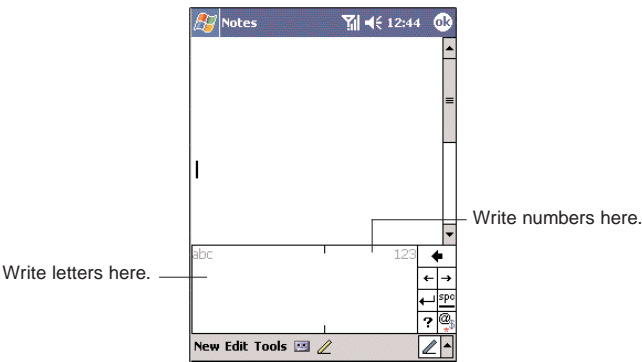 Notes 12:44 ok
Write numbers here.
abc 123
Write letters here.
spc
? @
New Edit Tools